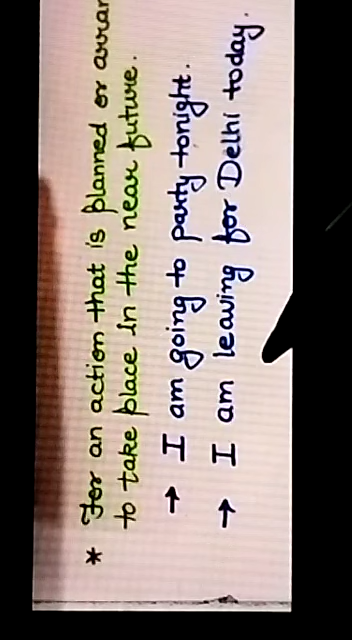 * For an action that is planned or
to take place in the near future.
→ I am going to party tonight.
→ I am leaving for Delhi today.